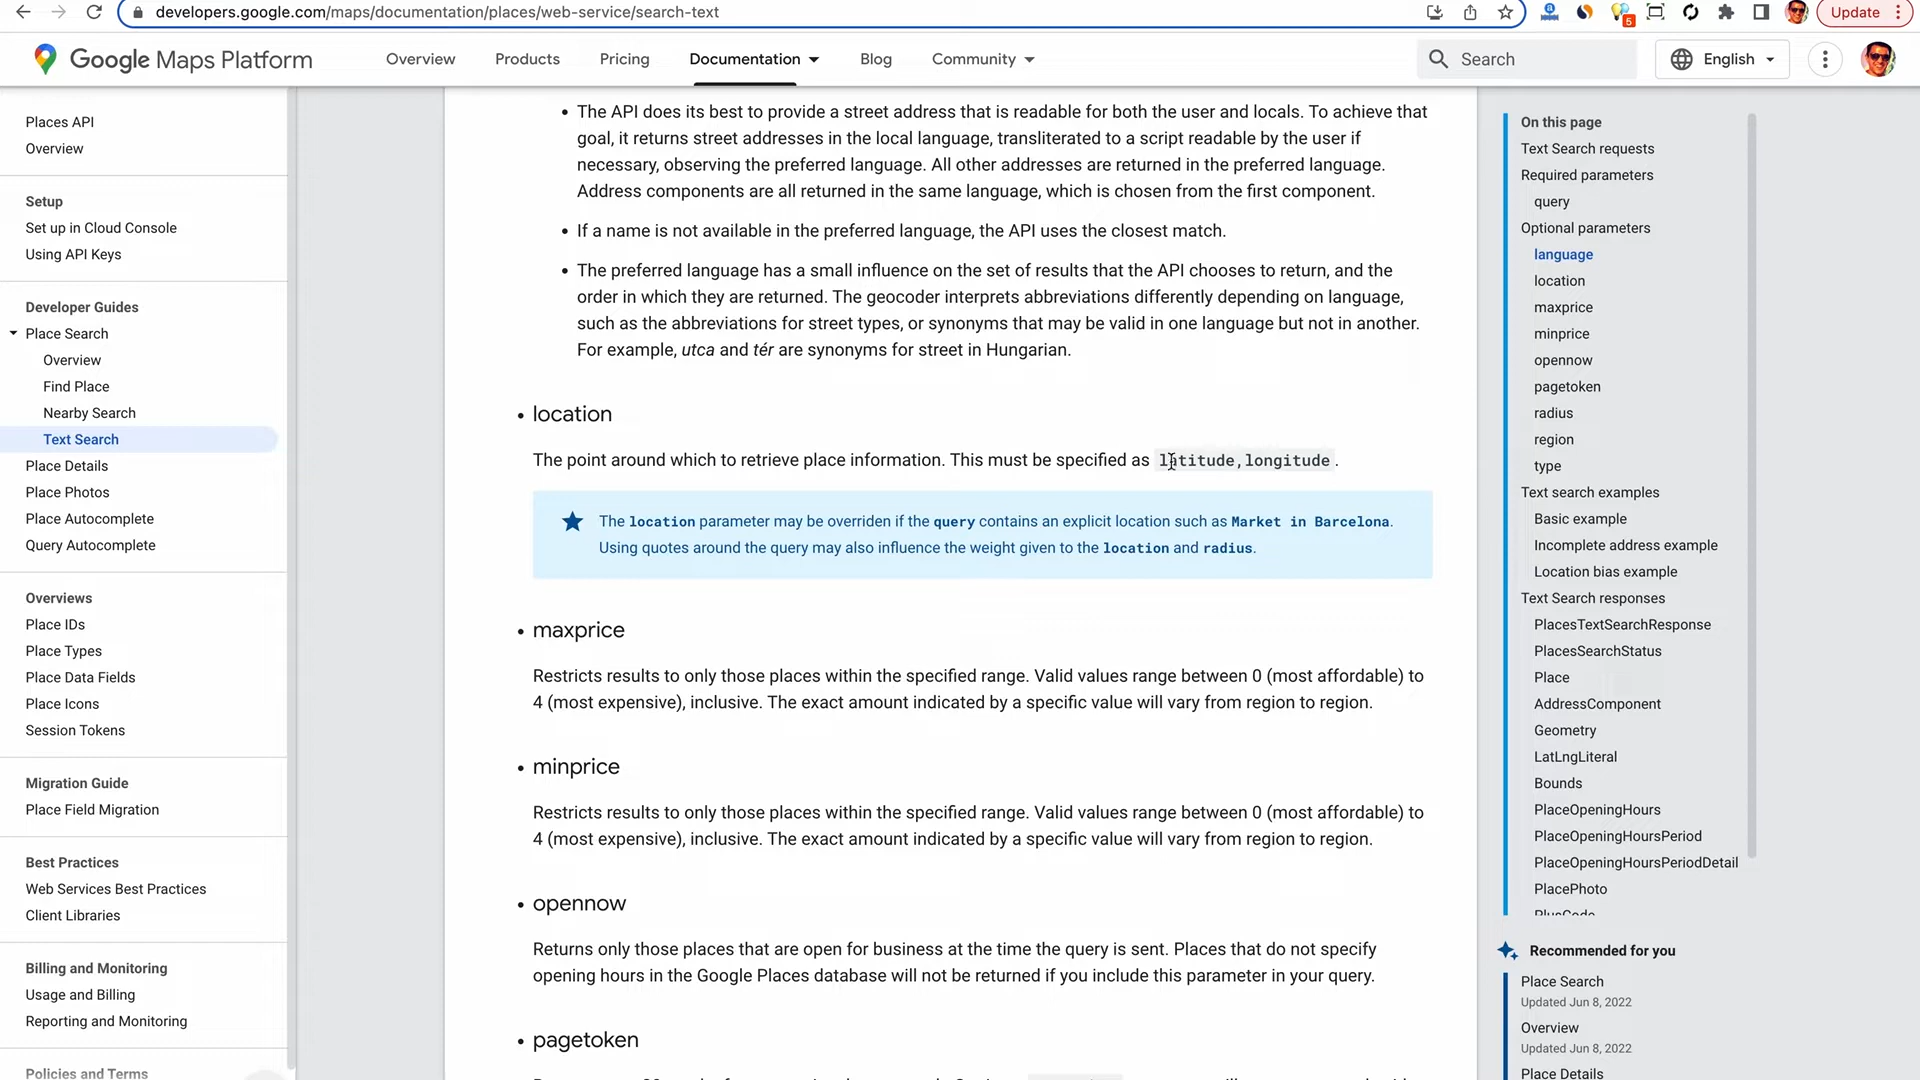 developers.google.com/maps/documentation/places/web-service/search-text
5
Update
Google Maps Platform
Overview
Products
Pricing
Documentation
Blog
Community
Search
English
Places API
Overview
Setup
Set up in Cloud Console
Using API Keys
Developer Guides
Place Search
Overview
Find Place
Nearby Search
Text Search
Place Details
Place Photos
Place Autocomplete
Query Autocomplete
Overviews
Place IDs
Place Types
Place Data Fields
Place Icons
Session Tokens
Migration Guide
Place Field Migration
Best Practices
Web Services Best Practices
Client Libraries
Billing and Monitoring
Usage and Billing
Reporting and Monitoring
Policies and Terms
• The API does its best to provide a street address that is readable for both the user and locals. To achieve that
goal, it returns street addresses in the local language, transliterated to a script readable by the user if
necessary, observing the preferred language. All other addresses are returned in the preferred language.
Address components are all returned in the same language, which is chosen from the first component.
• If a name is not available in the preferred language, the API uses the closest match.
• The preferred language has a small influence on the set of results that the API chooses to return, and the
order in which they are returned. The geocoder interprets abbreviations differently depending on language,
such as the abbreviations for street types, or synonyms that may be valid in one language but not in another.
For example, utca and tér are synonyms for street in Hungarian.
• location
The point around which to retrieve place information. This must be specified as latitude,longitude.
The location parameter may be overriden if the query contains an explicit location such as Market in Barcelona.
Using quotes around the query may also influence the weight given to the location and radius.
• maxprice
Restricts results to only those places within the specified range. Valid values range between 0 (most affordable) to
4 (most expensive), inclusive. The exact amount indicated by a specific value will vary from region to region.
• minprice
Restricts results to only those places within the specified range. Valid values range between 0 (most affordable) to
4 (most expensive), inclusive. The exact amount indicated by a specific value will vary from region to region.
• opennow
Returns only those places that are open for business at the time the query is sent. Places that do not specify
opening hours in the Google Places database will not be returned if you include this parameter in your query.
• pagetoken
On this page
Text Search requests
Required parameters
query
Optional parameters
language
location
maxprice
minprice
opennow
pagetoken
radius
region
type
Text search examples
Basic example
Incomplete address example
Location bias example
Text Search responses
PlacesTextSearchResponse
PlacesSearchStatus
Place
AddressComponent
Geometry
LatLngLiteral
Bounds
PlaceOpeningHours
PlaceOpeningHoursPeriod
PlaceOpeningHoursPeriodDetail
PlacePhoto
PlusCode
Recommended for you
Place Search
Updated Jun 8, 2022
Overview
Updated Jun 8, 2022
Place Details